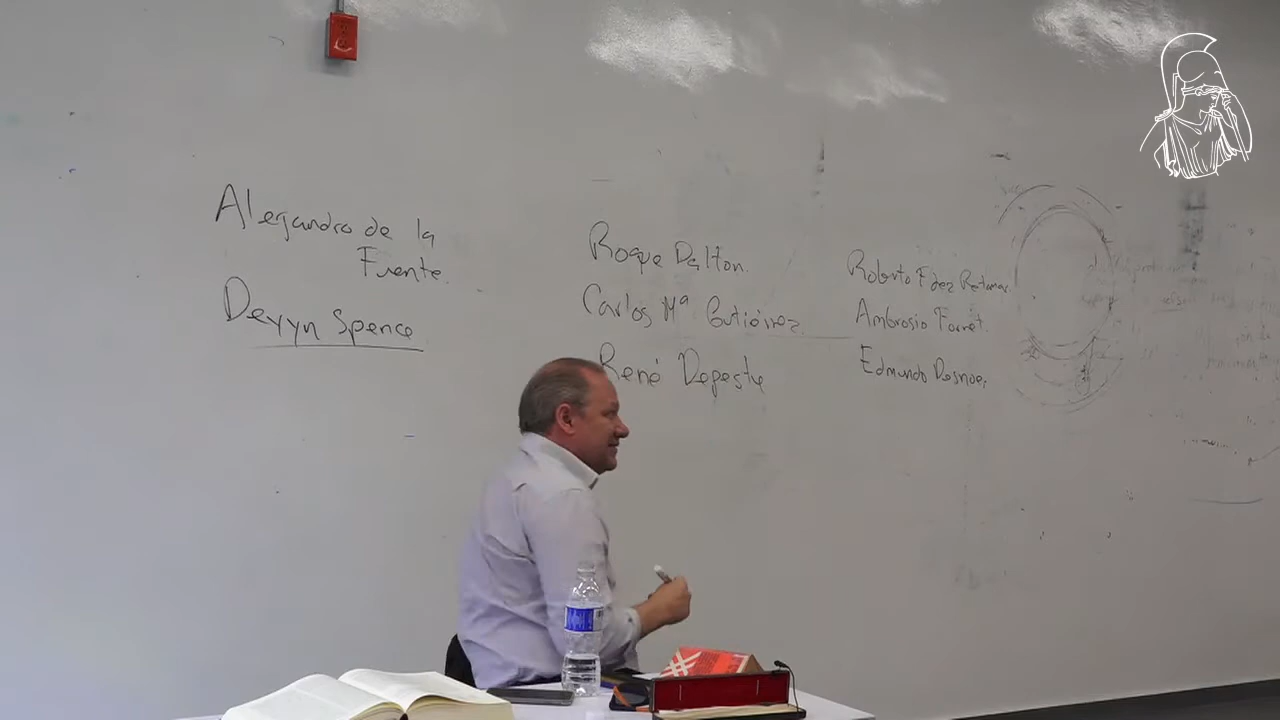 Alejandro de la
Fuente.
Deyyn Spence
Roque Dalton.
Carlos Mª Gutiérrez
René Depestre
Roberto Fdez Retamar.
Ambrosio Fornet.
Edmundo Desnoes